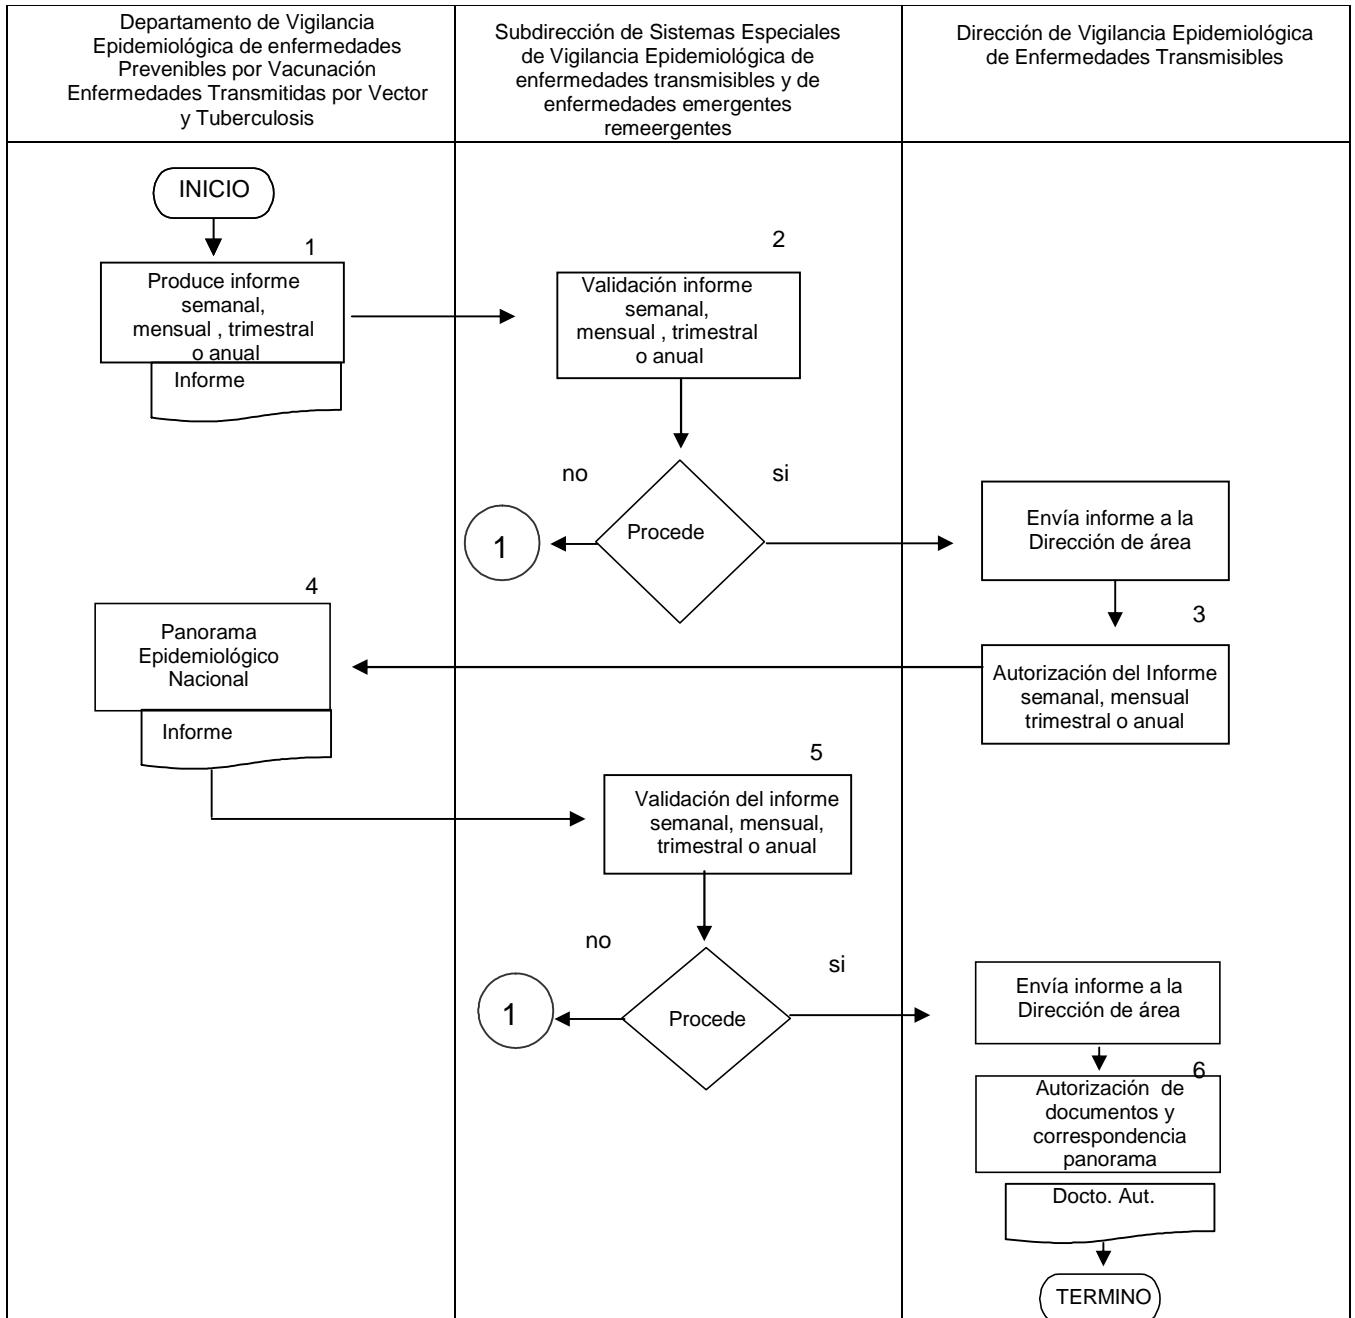 Departamento de Vigilancia
Epidemiológica de enfermedades
Prevenibles por Vacunación
Enfermedades Transmitidas por Vector
y Tuberculosis
Subdirección de Sistemas Especiales
de Vigilancia Epidemiológica de
enfermedades transmisibles y de
enfermedades emergentes
remeergentes
Dirección de Vigilancia Epidemiológica
de Enfermedades Transmisibles
INICIO
1
Produce informe
semanal,
mensual , trimestral
o anual
Informe
2
Validación informe
semanal,
mensual , trimestral
o anual
no
si
Procede
1
Envía informe a la
Dirección de área
3
Autorización del Informe
semanal, mensual
trimestral o anual
4
Panorama
Epidemiológico
Nacional
Informe
5
Validación del informe
semanal, mensual,
trimestral o anual
no
si
Procede
1
Envía informe a la
Dirección de área
6
Autorización de
documentos y
correspondencia
panorama
Docto. Aut.
TERMINO